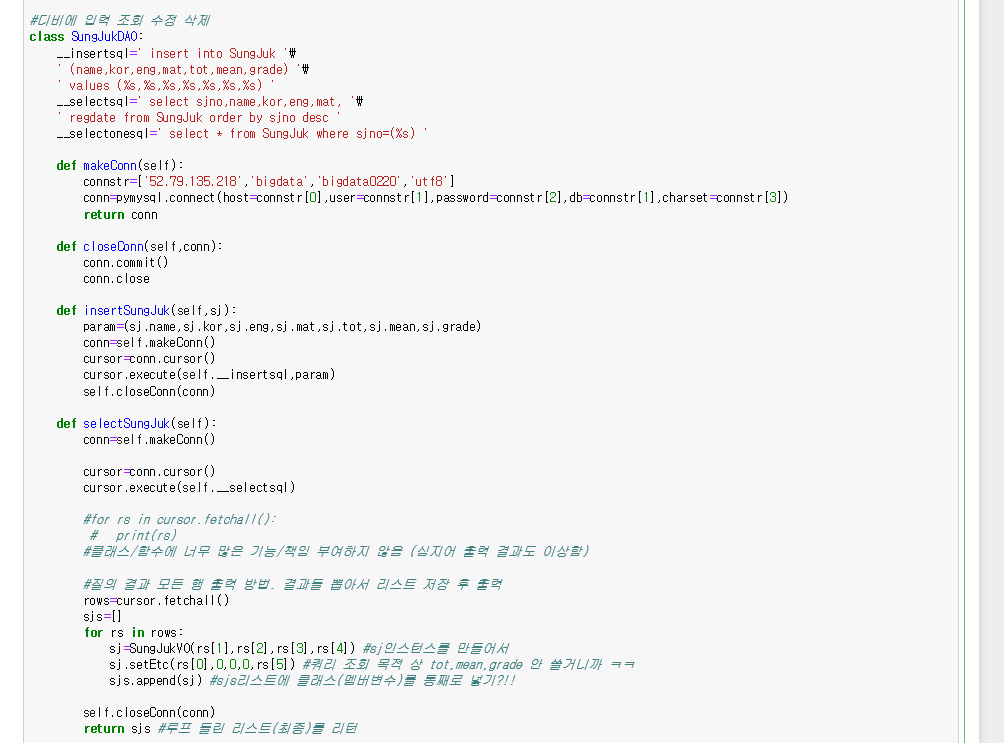 #디비에 입력 조회 수정 삭제
class SungJukDAO:
    __insertsql=' insert into SungJuk '₩
    ' (name,kor,eng,mat,tot,mean,grade) '₩
    ' values (%s,%s,%s,%s,%s,%s,%s) '
    __selectsql=' select sjno,name,kor,eng,mat, '₩
    ' regdate from SungJuk order by sjno desc '
    __selectonesql=' select * from SungJuk where sjno=(%s) '
    def makeConn(self):
        connstr=['52.79.135.218','bigdata','bigdata0220','utf8']
        conn=pymysql.connect(host=connstr[0],user=connstr[1],password=connstr[2],db=connstr[1],charset=connstr[3])
        return conn
    def closeConn(self,conn):
        conn.commit()
        conn.close
    def insertSungJuk(self,sj):
        param=(sj.name,sj.kor,sj.eng,sj.mat,sj.tot,sj.mean,sj.grade)
        conn=self.makeConn()
        cursor=conn.cursor()
        cursor.execute(self.__insertsql,param)
        self.closeConn(conn)
    def selectSungJuk(self):
        conn=self.makeConn()
        cursor=conn.cursor()
        cursor.execute(self.__selectsql)
        #for rs in cursor.fetchall():
         #  print(rs)
        #클래스/함수에 너무 많은 기능/책임 부여하지 않음 (심지어 출력 결과도 이상함)
        #질의 결과 모든 행 출력 방법. 결과들 뽑아서 리스트 저장 후 출력
        rows=cursor.fetchall()
        sjs=[]
        for rs in rows:
            sj=SungJukVO(rs[1],rs[2],rs[3],rs[4]) #sj인스턴스를 만들어서
            sj.setEtc(rs[0],0,0,0,rs[5]) #쿼리 조회 목적 상 tot,mean,grade 안 쓸거니까 ㅋㅋ
            sjs.append(sj) #sjs리스트에 클래스(멤버변수)를 통째로 넣기?!!
        self.closeConn(conn)
        return sjs #루프 돌린 리스트(최종)를 리턴